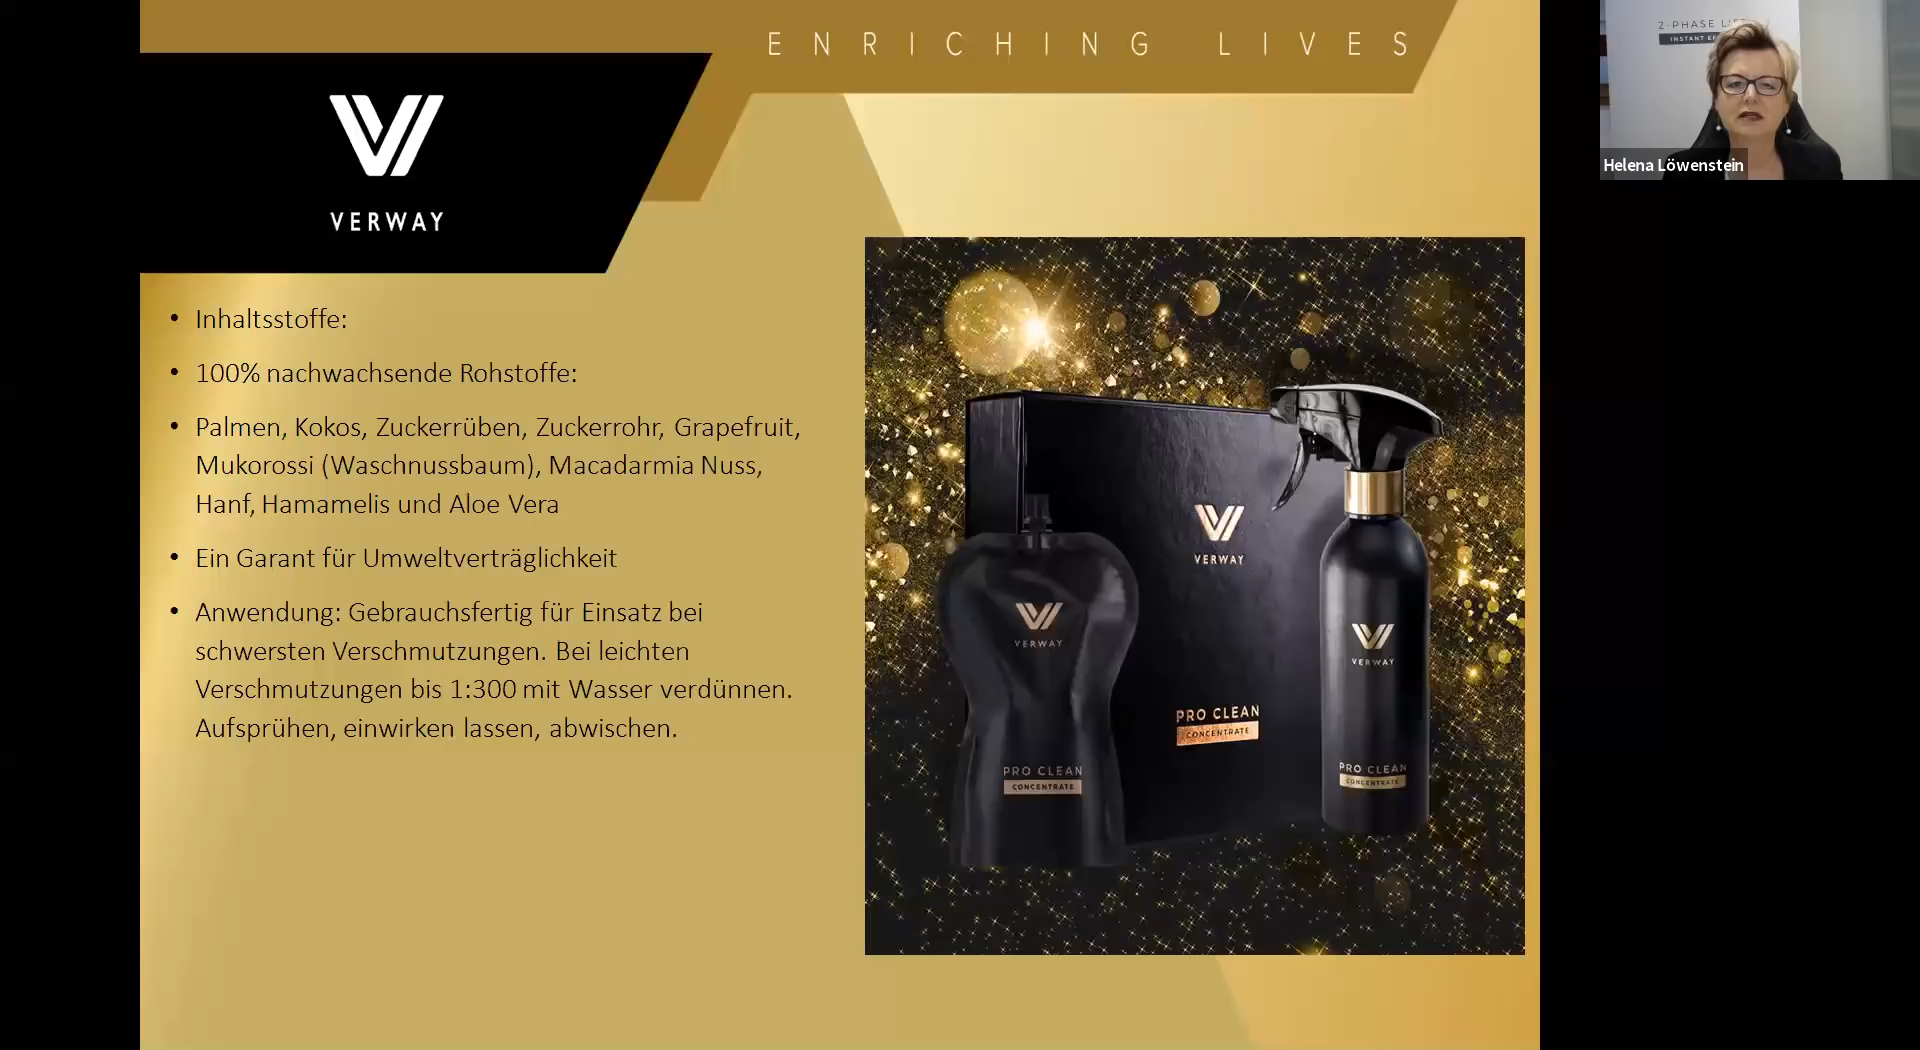 ENRICHING LIVES
VERWAY
• Inhaltsstoffe:
• 100% nachwachsende Rohstoffe:
• Palmen, Kokos, Zuckerrüben, Zuckerrohr, Grapefruit,
Mukorossi (Waschnussbaum), Macadarmia Nuss,
Hanf, Hamamelis und Aloe Vera
• Ein Garant für Umweltverträglichkeit
• Anwendung: Gebrauchsfertig für Einsatz bei
schwersten Verschmutzungen. Bei leichten
Verschmutzungen bis 1:300 mit Wasser verdünnen.
Aufsprühen, einwirken lassen, abwischen.
VERWAY
PRO CLEAN
CONCENTRATE
VERWAY
PRO CLEAN
CONCENTRATE
VERWAY
PRO CLEAN
CONCENTRATE
2-PHASE
INSTANT
Helena Löwenstein